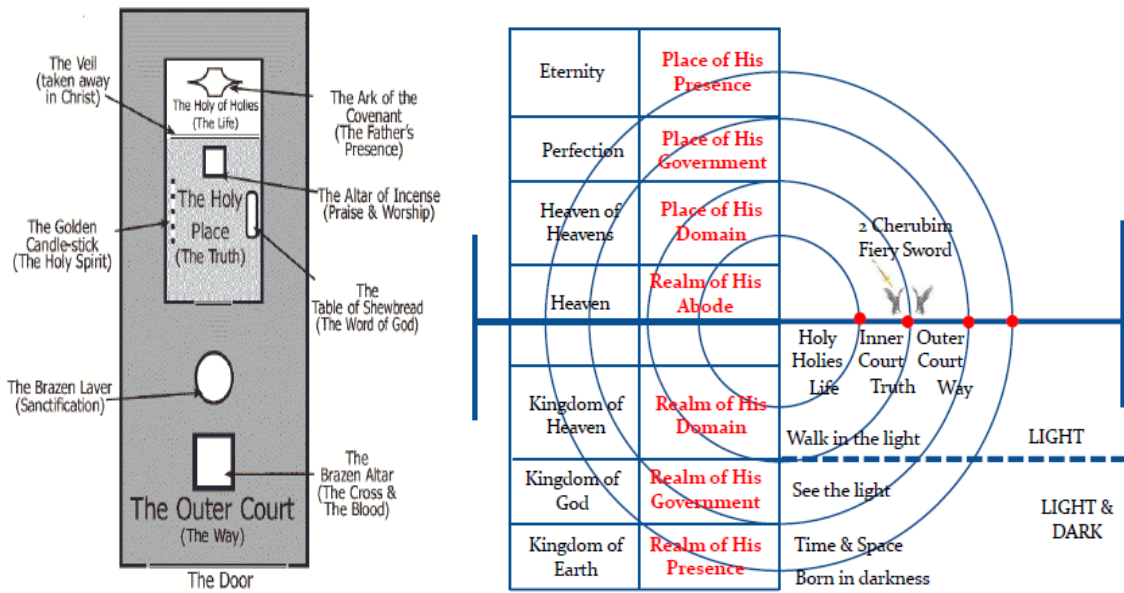 The Veil
(taken away
in Christ)
The Holy of Holies
(The Life)
The Ark of the
Covenant
(The Father's
Presence)
The Altar of Incense
(Praise & Worship)
The Holy
Place
(The Truth)
The Golden
Candle-stick
(The Holy Spirit)
The
Table of Shewbread
(The Word of God)
The Brazen Laver
(Sanctification)
The
Brazen Altar
(The Cross &
The Blood)
The Outer Court
(The Way)
The Door
Eternity
Place of His
Presence
Perfection
Place of His
Government
Heaven of
Heavens
Place of His
Domain
Heaven
Realm of His
Abode
Kingdom of
Heaven
Realm of His
Domain
Kingdom of
God
Realm of His
Government
Kingdom of
Earth
Realm of His
Presence
2 Cherubim
Fiery Sword
Holy
Holies
Life
Inner
Court
Truth
Outer
Court
Way
Walk in the light
LIGHT
See the light
LIGHT &
DARK
Time & Space
Born in darkness